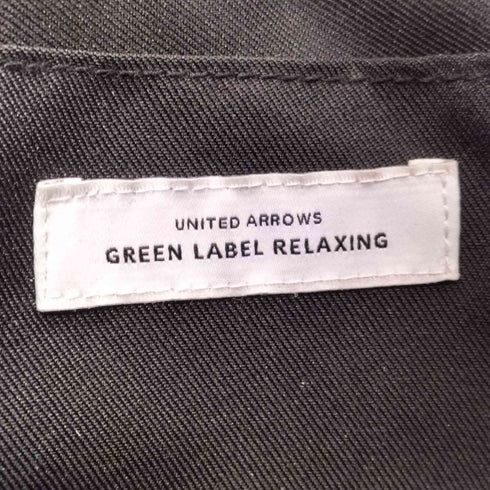 UNITED ARROWS
GREEN LABEL RELAXING